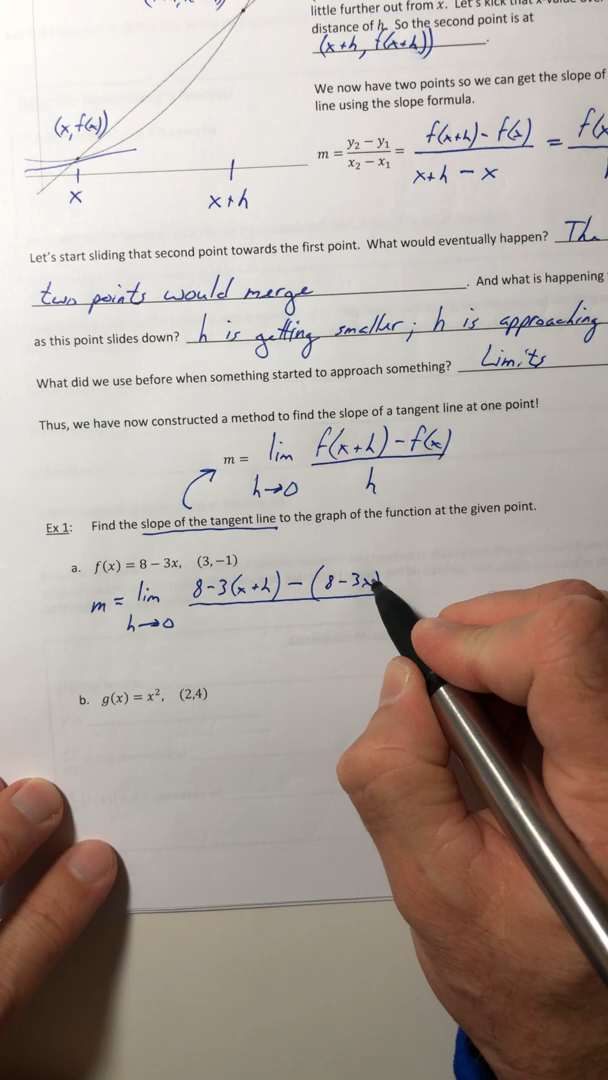 little further out from x. Let's kick that x-value over
distance of h. So the second point is at
(x+h, f(x+h)).
We now have two points so we can get the slope of
line using the slope formula.
(x, f(x))
m = (y₂ − y₁)/(x₂ − x₁) = (f(x+h) − f(x))/(x+h − x) = f(x
x
x+h
Let's start sliding that second point towards the first point. What would eventually happen? The
two points would merge. And what is happening
as this point slides down? h is getting smaller; h is approaching
What did we use before when something started to approach something? Limits
Thus, we have now constructed a method to find the slope of a tangent line at one point!
m = lim h→0 (f(x+h) − f(x))/h
Ex 1: Find the slope of the tangent line to the graph of the function at the given point.
a. f(x) = 8 − 3x, (3, −1)
m = lim h→0 8−3(x+h) − (8−3x)
b. g(x) = x², (2,4)